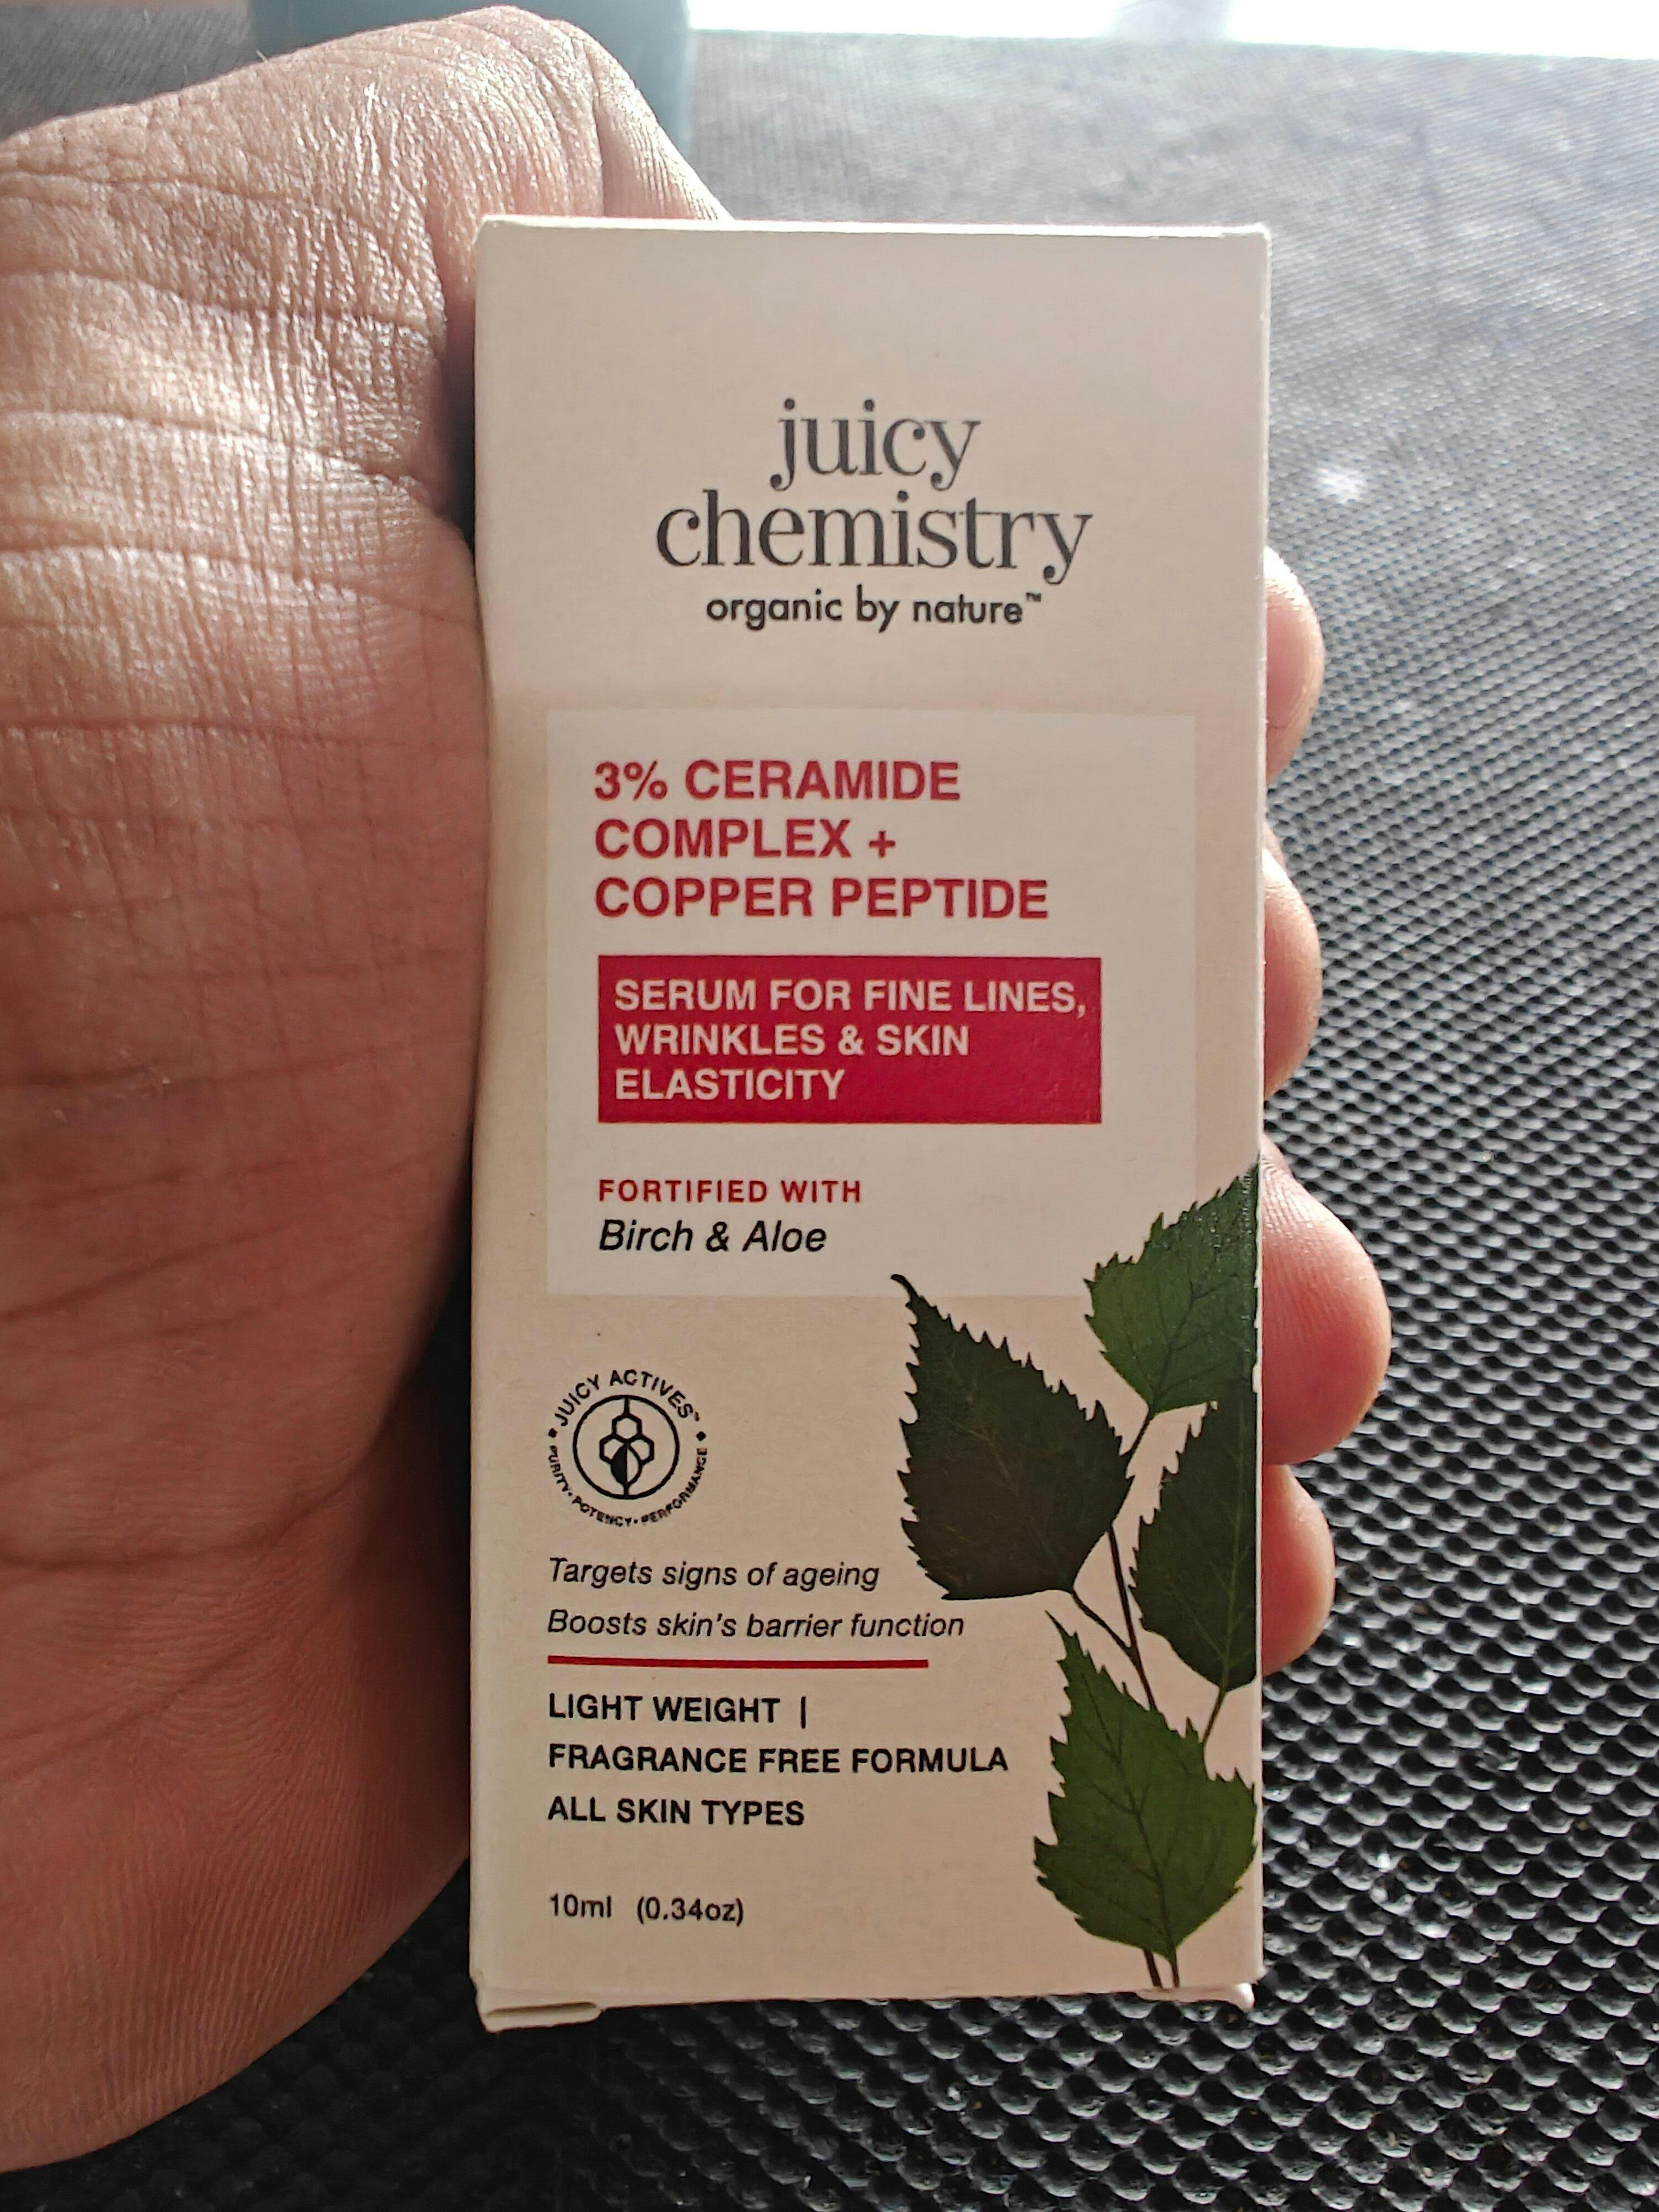 juicy
chemistry
organic by nature™
3% CERAMIDE
COMPLEX +
COPPER PEPTIDE
SERUM FOR FINE LINES,
WRINKLES & SKIN
ELASTICITY
FORTIFIED WITH
Birch & Aloe
JUICY ACTIVES™
PURITY • POTENCY • PERFORMANCE
Targets signs of ageing
Boosts skin's barrier function
LIGHT WEIGHT |
FRAGRANCE FREE FORMULA
ALL SKIN TYPES
10ml (0.34oz)